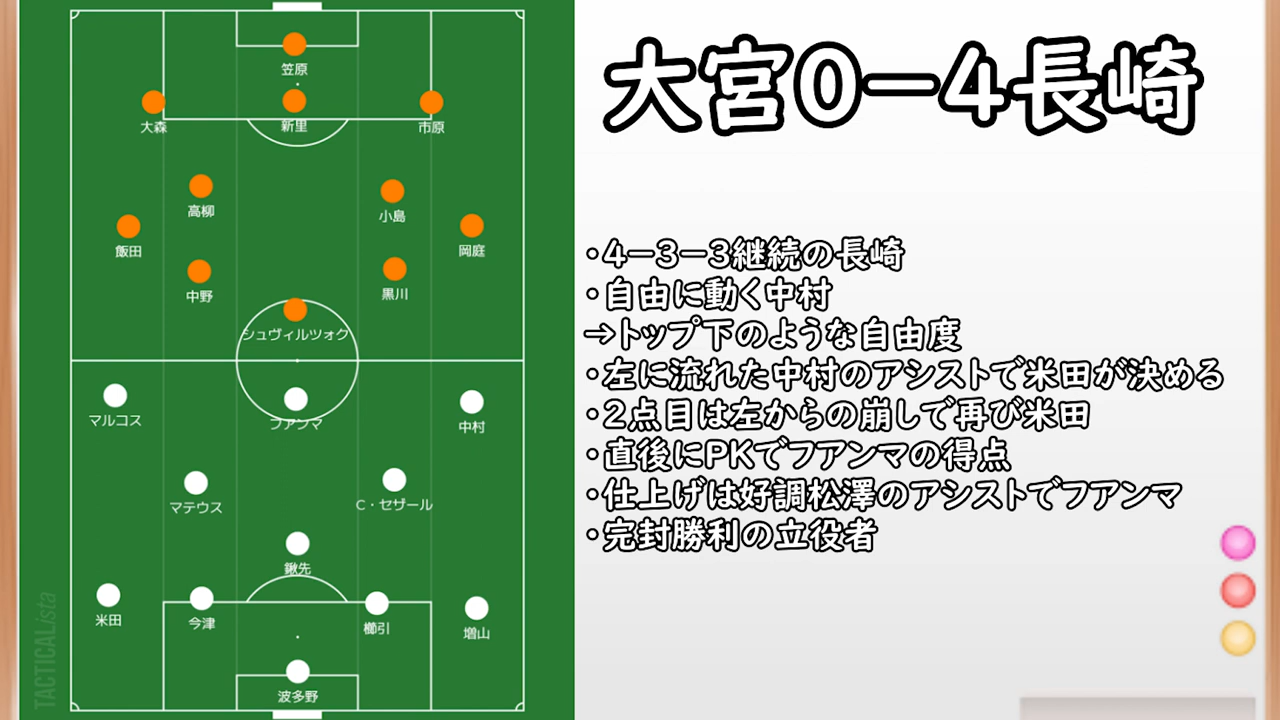 大宮0-4長崎
笠原
大森
新里
市原
高柳
小島
飯田
岡庭
中野
黒川
シュヴィルツォク
マルコス
フアンマ
中村
マテウス
C・セザール
鍬先
米田
今津
櫛引
増山
波多野
TACTICALista
・4-3-3継続の長崎
・自由に動く中村
→トップ下のような自由度
・左に流れた中村のアシストで米田が決める
・2点目は左からの崩しで再び米田
・直後にPKでフアンマの得点
・仕上げは好調松澤のアシストでフアンマ
・完封勝利の立役者